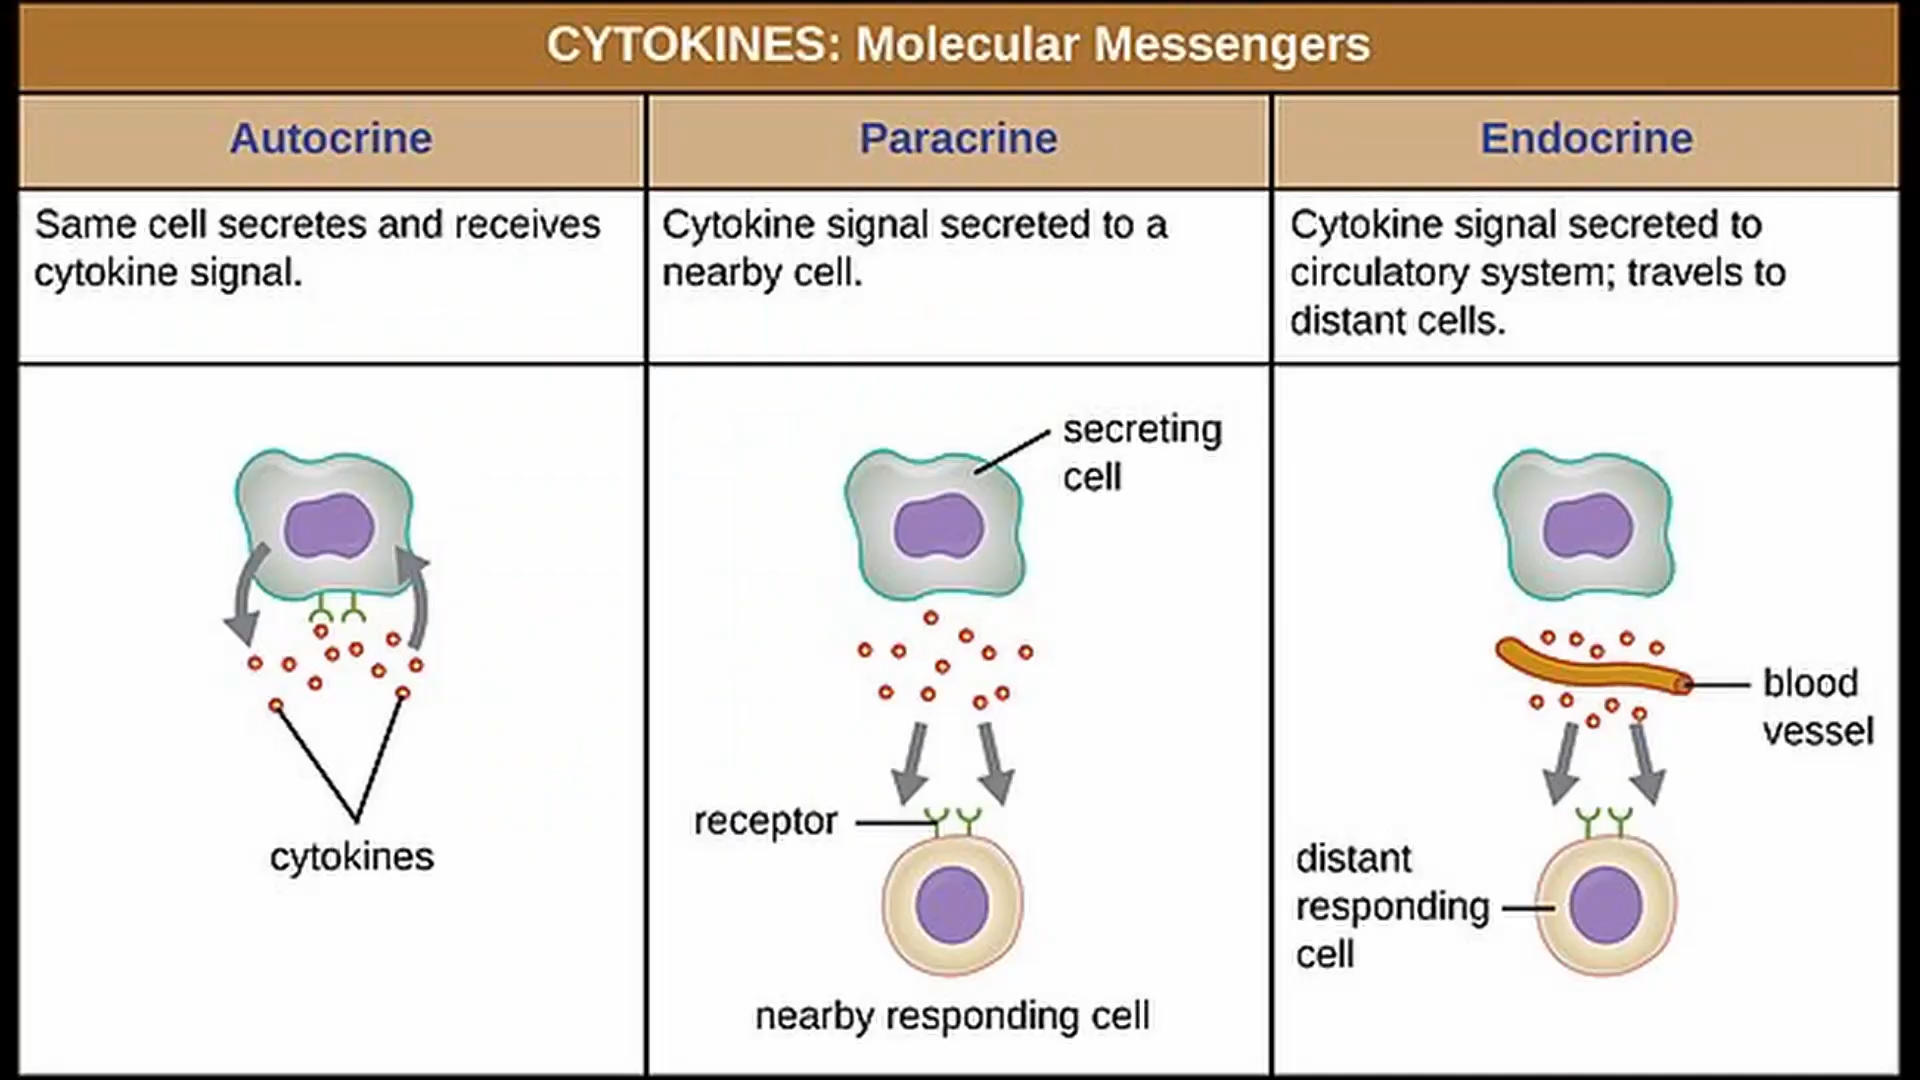 CYTOKINES: Molecular Messengers
Autocrine
Paracrine
Endocrine
Same cell secretes and receives
cytokine signal.
Cytokine signal secreted to a
nearby cell.
Cytokine signal secreted to
circulatory system; travels to
distant cells.
cytokines
secreting
cell
receptor
nearby responding cell
blood
vessel
distant
responding
cell